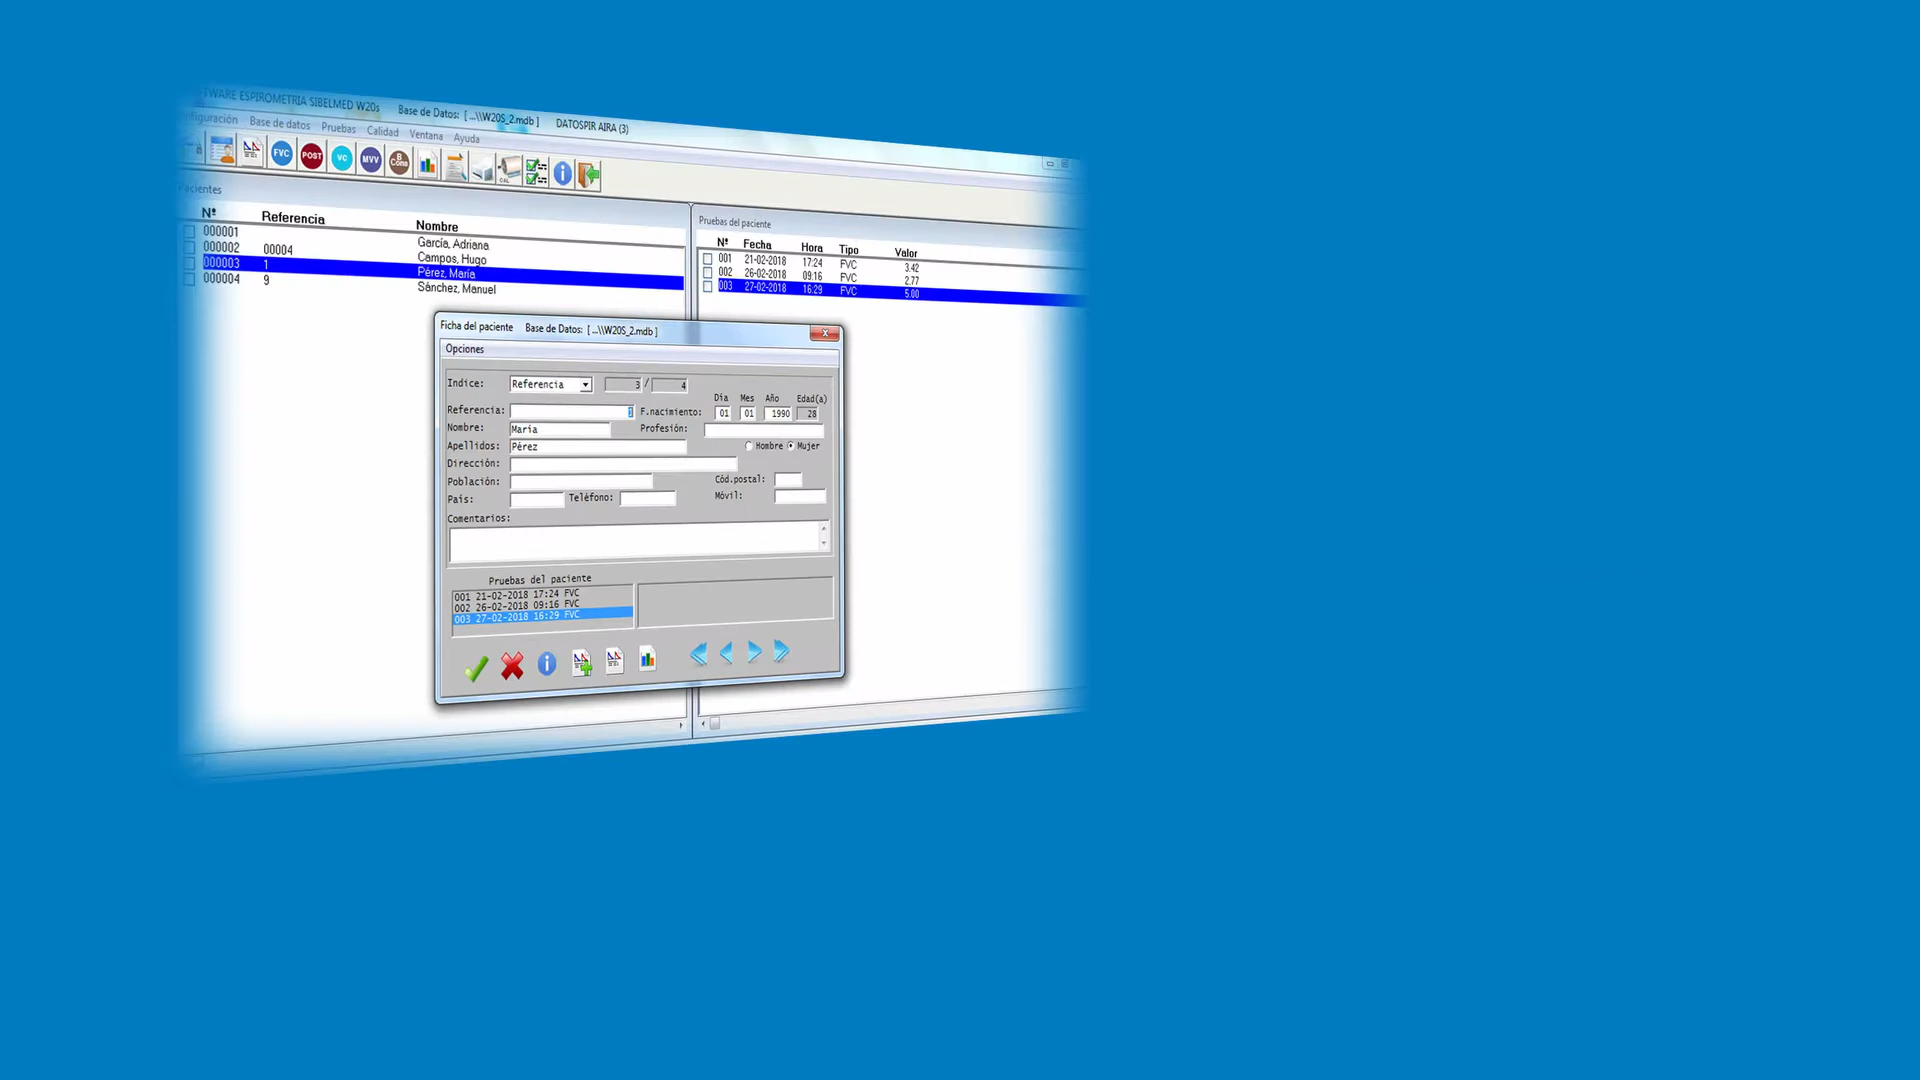 TWARE ESPIROMETRIA SIBELMED W20s Base de Datos: [ ...\\W20S_2.mdb ] DATOSPIR AIRA (3)
nfiguración Base de datos Pruebas Calidad Ventana Ayuda
FVC POST VC MVV B Cons CAL
Pacientes
Nº Referencia Nombre
000001 García, Adriana
000002 00004 Campos, Hugo
000003 1 Pérez, María
000004 9 Sánchez, Manuel
Pruebas del paciente
Nº Fecha Hora Tipo Valor
001 21-02-2018 17:24 FVC 3.42
002 26-02-2018 09:16 FVC 2.77
003 27-02-2018 16:29 FVC 5.00
Ficha del paciente Base de Datos: [ ...\\W20S_2.mdb ]
Opciones
Indice: Referencia 3 / 4
Día Mes Año Edad(a)
Referencia: 1 F.nacimiento: 01 01 1990 28
Nombre: María Profesión:
Apellidos: Pérez Hombre Mujer
Dirección:
Población: Cód.postal:
País: Teléfono: Móvil:
Comentarios:
Pruebas del paciente
001 21-02-2018 17:24 FVC
002 26-02-2018 09:16 FVC
003 27-02-2018 16:29 FVC